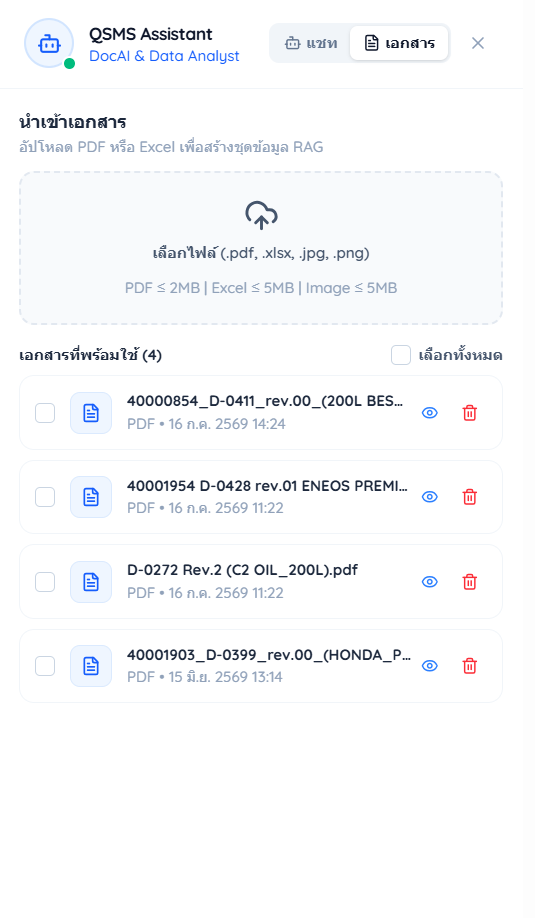 QSMS Assistant
DocAI & Data Analyst
แชท
เอกสาร
นำเข้าเอกสาร
อัปโหลด PDF หรือ Excel เพื่อสร้างชุดข้อมูล RAG
เลือกไฟล์ (.pdf, .xlsx, .jpg, .png)
PDF ≤ 2MB | Excel ≤ 5MB | Image ≤ 5MB
เอกสารที่พร้อมใช้ (4)
เลือกทั้งหมด
40000854_D-0411_rev.00_(200L BES...
PDF • 16 ก.ค. 2569 14:24
40001954 D-0428 rev.01 ENEOS PREMI...
PDF • 16 ก.ค. 2569 11:22
D-0272 Rev.2 (C2 OIL_200L).pdf
PDF • 16 ก.ค. 2569 11:22
40001903_D-0399_rev.00_(HONDA_P...
PDF • 15 มิ.ย. 2569 13:14